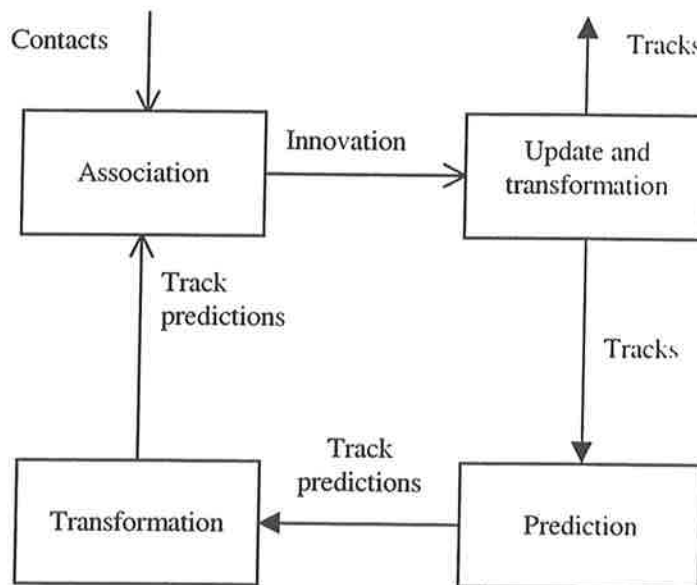 Contacts
Tracks
Association
Innovation
Update and
transformation
Track
predictions
Tracks
Transformation
Track
predictions
Prediction